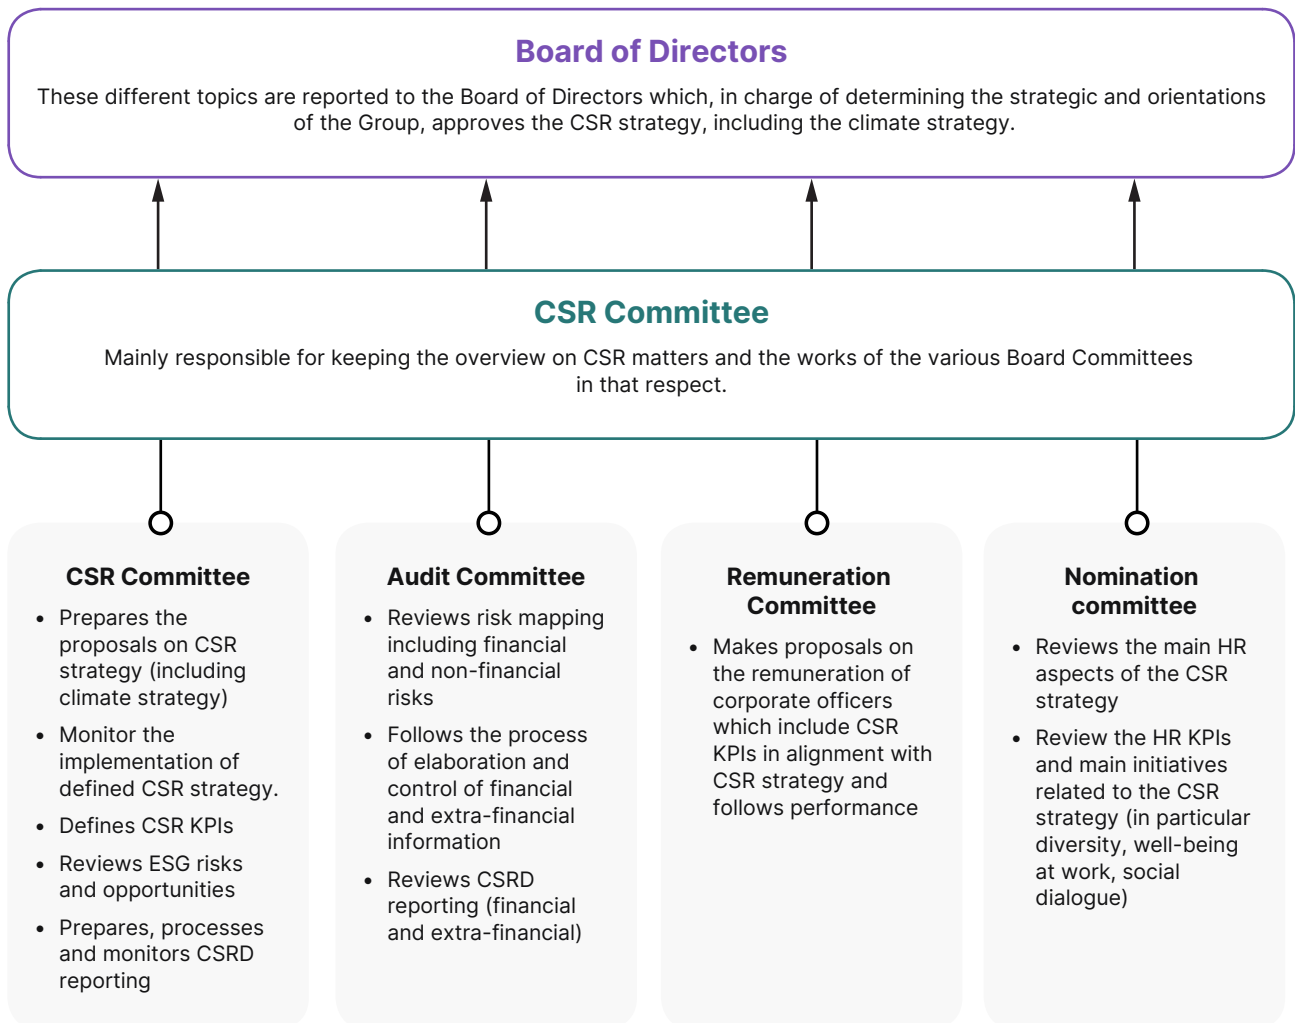 Board of Directors
These different topics are reported to the Board of Directors which, in charge of determining the strategic and orientations
of the Group, approves the CSR strategy, including the climate strategy.
CSR Committee
Mainly responsible for keeping the overview on CSR matters and the works of the various Board Committees
in that respect.
CSR Committee
• Prepares the
proposals on CSR
strategy (including
climate strategy)
• Monitor the
implementation of
defined CSR strategy.
• Defines CSR KPIs
• Reviews ESG risks
and opportunities
• Prepares, processes
and monitors CSRD
reporting
Audit Committee
• Reviews risk mapping
including financial
and non-financial
risks
• Follows the process
of elaboration and
control of financial
and extra-financial
information
• Reviews CSRD
reporting (financial
and extra-financial)
Remuneration
Committee
• Makes proposals on
the remuneration of
corporate officers
which include CSR
KPIs in alignment with
CSR strategy and
follows performance
Nomination
committee
• Reviews the main HR
aspects of the CSR
strategy
• Review the HR KPIs
and main initiatives
related to the CSR
strategy (in particular
diversity, well-being
at work, social
dialogue)